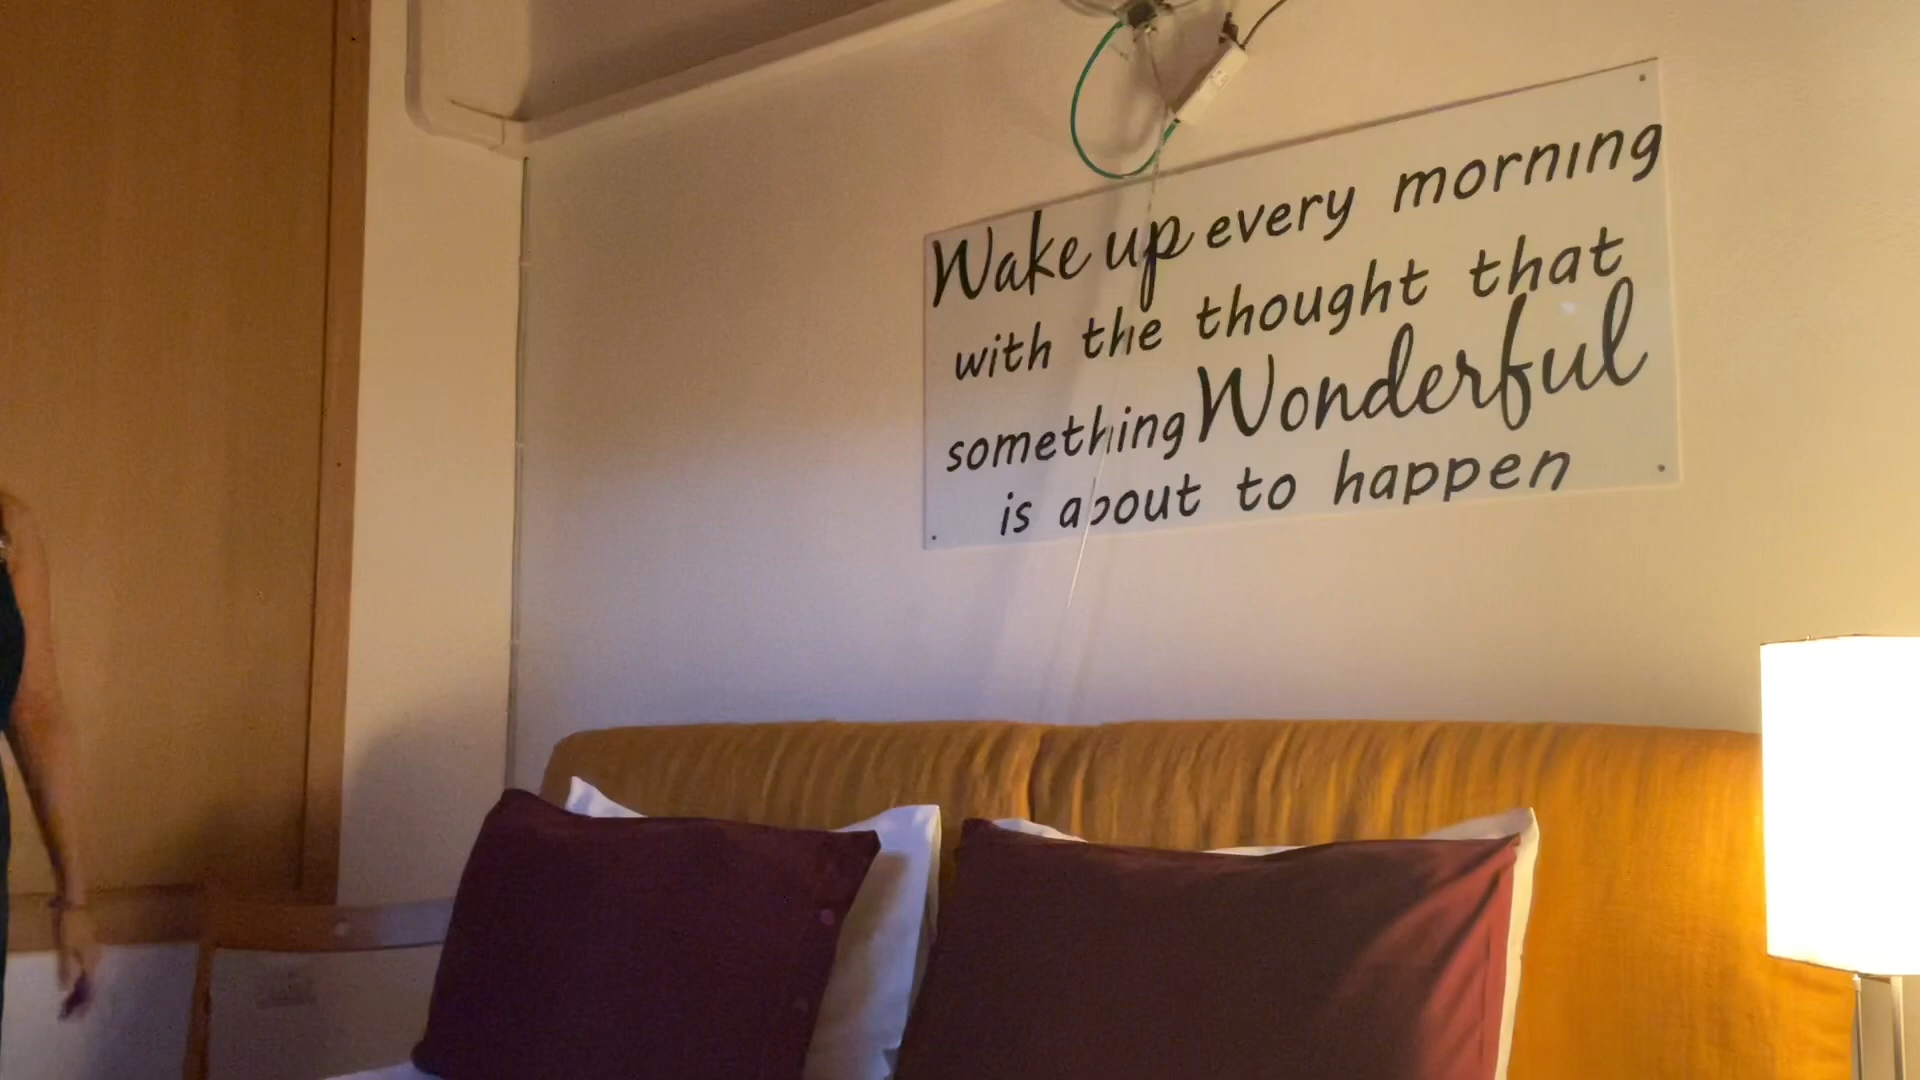 Wake up every morning
with the thought that
something Wonderful
is about to happen